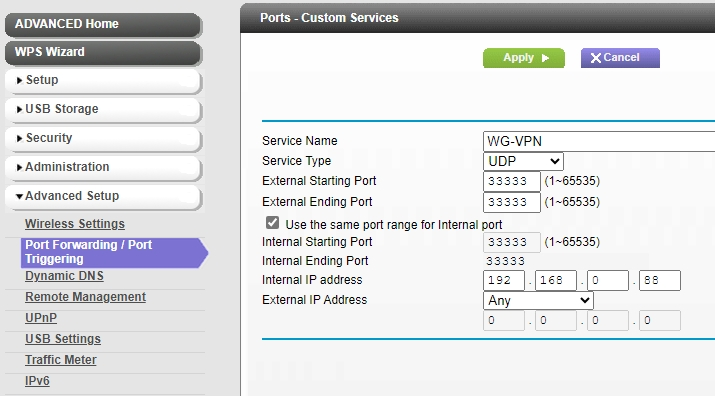 ADVANCED Home
WPS Wizard
Setup
USB Storage
Security
Administration
Advanced Setup
Wireless Settings
Port Forwarding / Port
Triggering
Dynamic DNS
Remote Management
UPnP
USB Settings
Traffic Meter
IPv6
Ports - Custom Services
Apply Cancel
Service Name WG-VPN
Service Type UDP
External Starting Port 33333 (1~65535)
External Ending Port 33333 (1~65535)
Use the same port range for Internal port
Internal Starting Port 33333 (1~65535)
Internal Ending Port 33333
Internal IP address 192 . 168 . 0 . 88
External IP Address Any
0 . 0 . 0 . 0